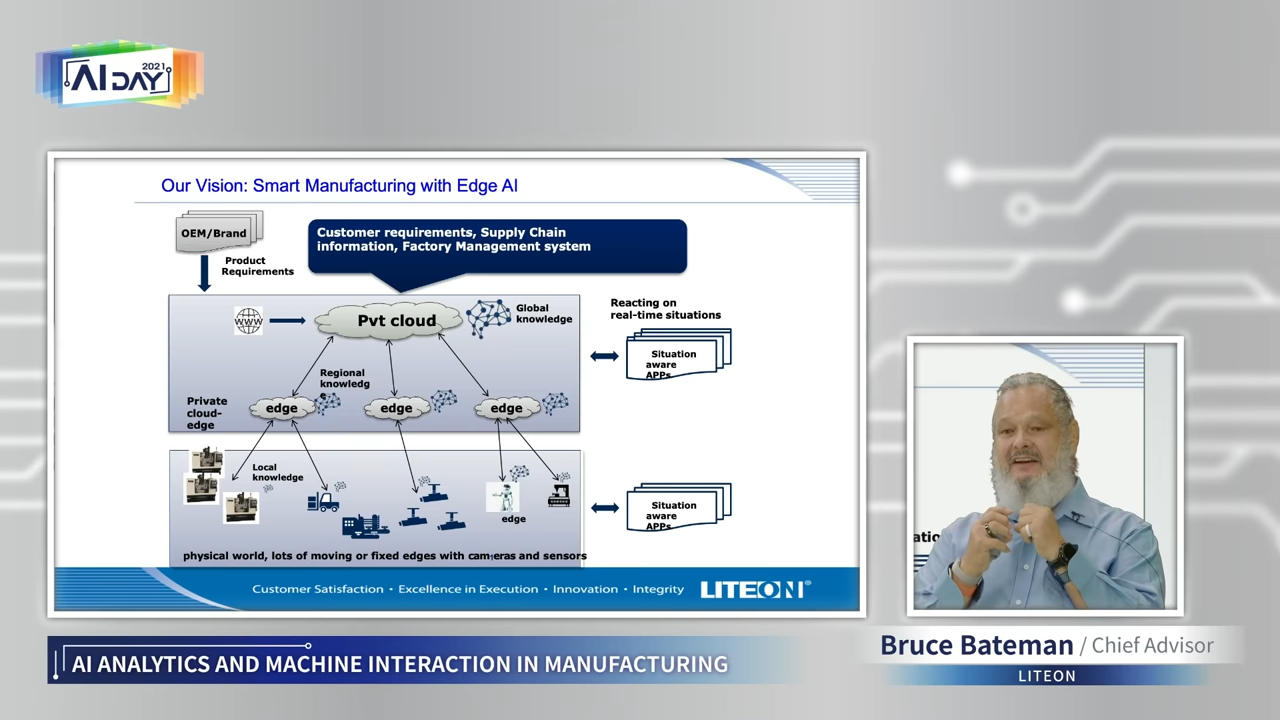 AI DAY 2021
Our Vision: Smart Manufacturing with Edge AI
OEM/Brand
Product
Requirements
Customer requirements, Supply Chain
information, Factory Management system
WWW
Pvt cloud
Global
knowledge
Reacting on
real-time situations
Situation
aware
APPs
Regional
knowledg
Private
cloud-
edge
edge
edge
edge
Local
knowledge
edge
Situation
aware
APPs
physical world, lots of moving or fixed edges with cameras and sensors
Customer Satisfaction • Excellence in Execution • Innovation • Integrity
LITEON®
atio
AI ANALYTICS AND MACHINE INTERACTION IN MANUFACTURING
Bruce Bateman / Chief Advisor
LITEON